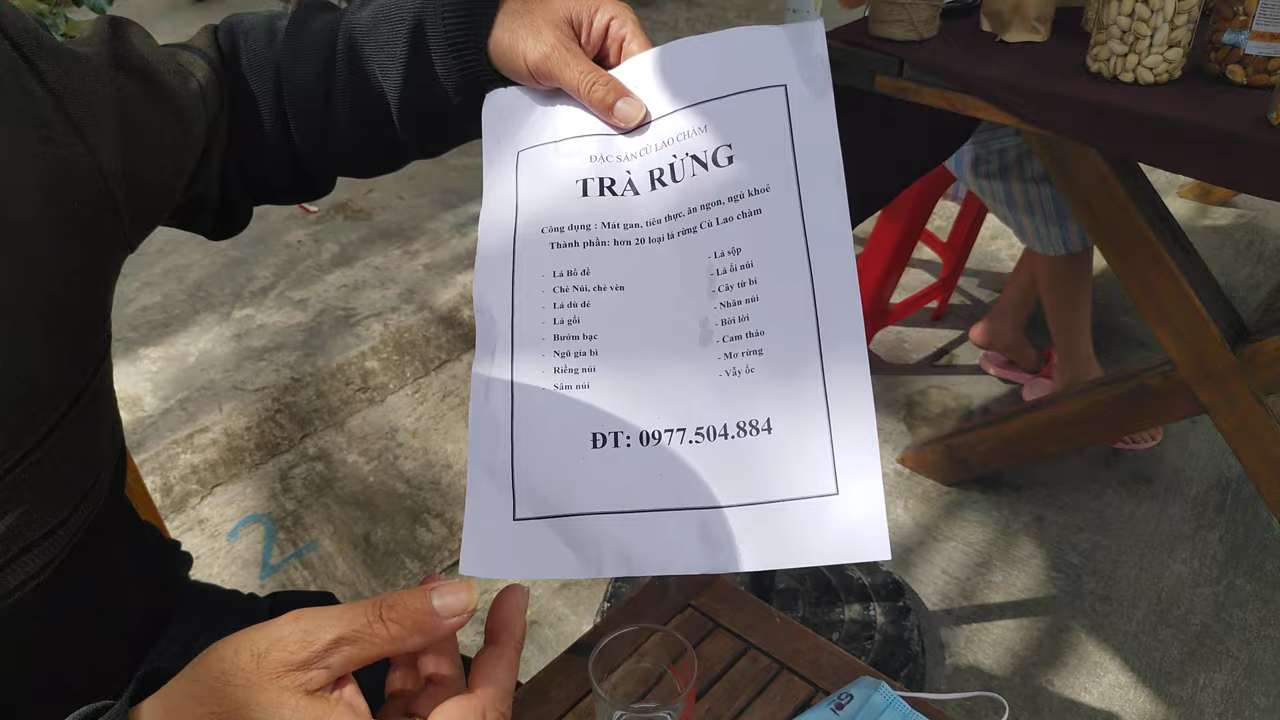 ĐẶC SẢN CÙ LAO CHÀM
TRÀ RỪNG
Công dụng : Mát gan, tiêu thực, ăn ngon, ngủ khoẻ
Thành phần: hơn 20 loại lá rừng Cù Lao chàm
- Lá Bồ đề
- Chè Núi, chè vèn
- Lá dủ dẻ
- Lá gối
- Bướm bạc
- Ngũ gia bì
- Riềng núi
- Sâm núi
- Lá sộp
- Lá ổi núi
- Cây từ bi
- Nhãn núi
- Bời lời
- Cam thảo
- Mơ rừng
- Vẩy ốc
ĐT: 0977.504.884
2